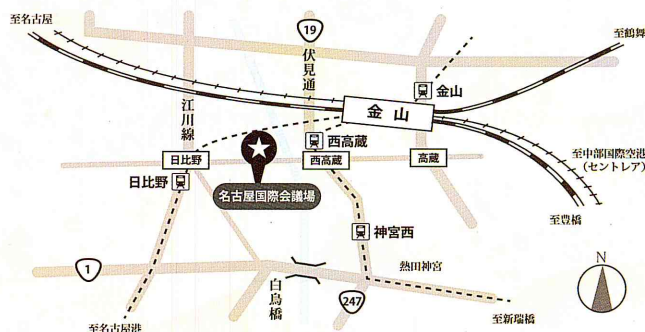 至名古屋
19
至鶴舞
伏見通
江川線
金山
金山
西高蔵
日比野
西高蔵
高蔵
至中部国際空港
(セントレア)
日比野
名古屋国際会議場
至豊橋
神宮西
N
1
熱田神宮
白鳥橋
247
至新瑞橋
至名古屋港